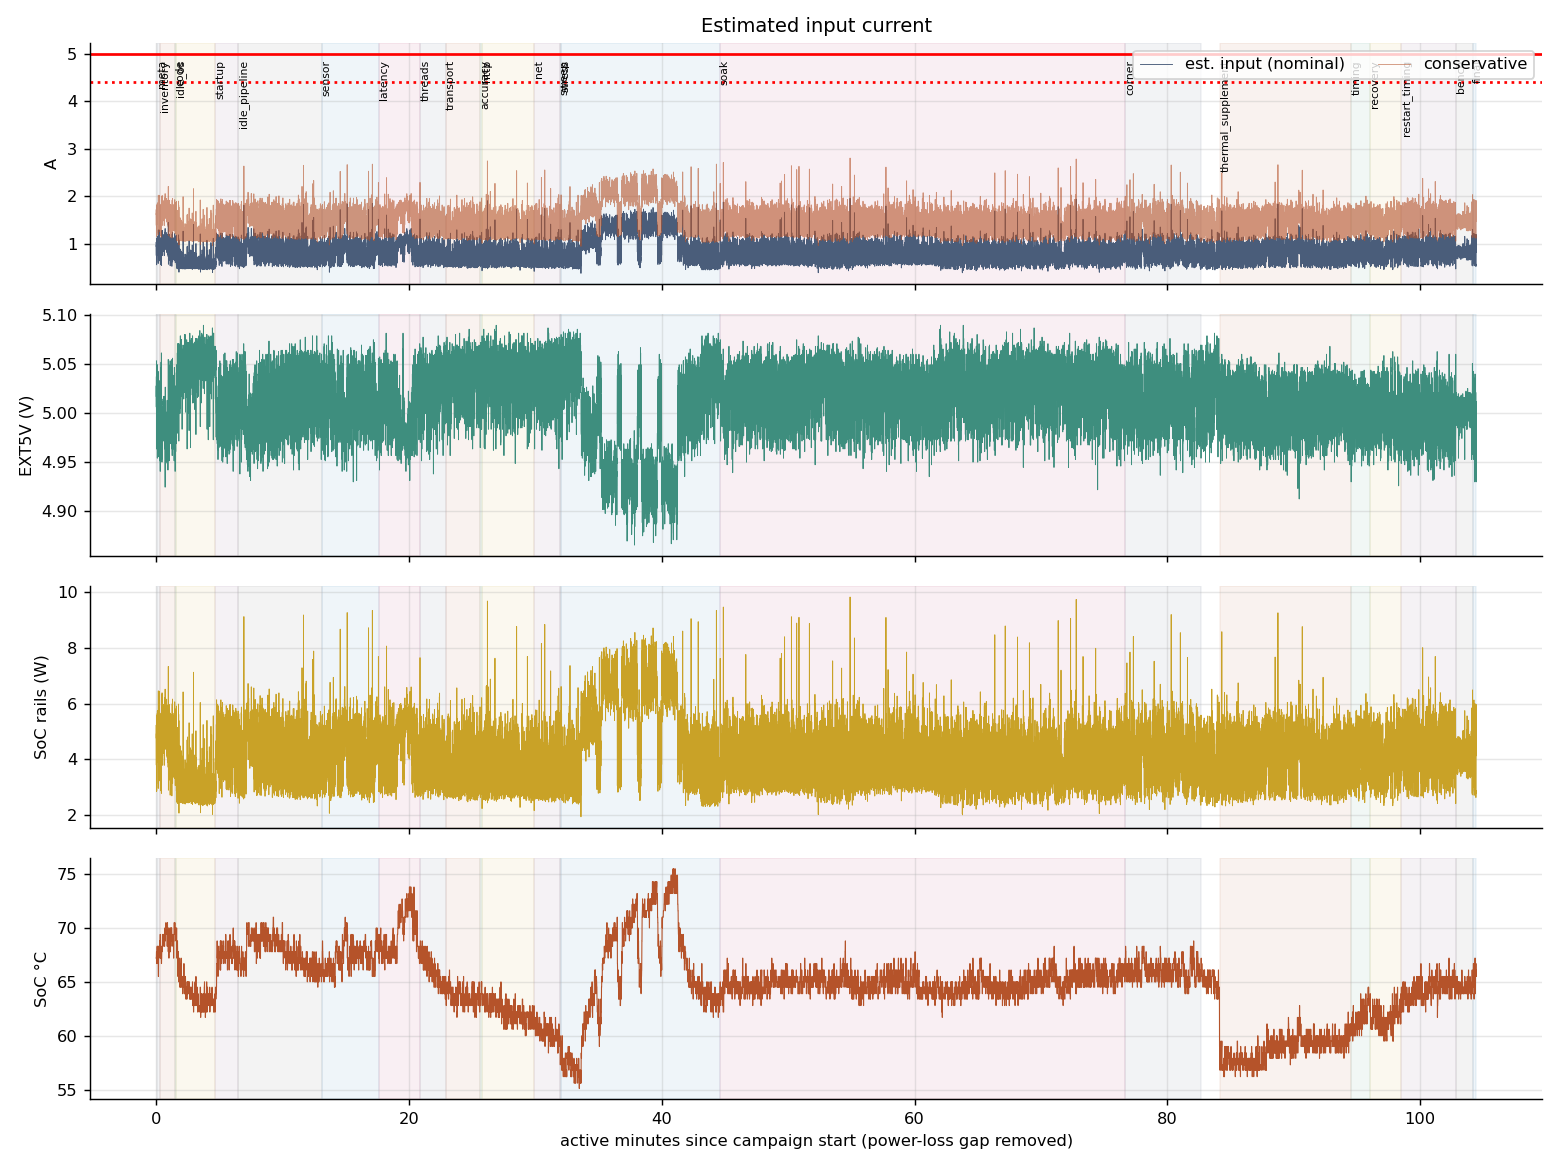 Estimated input current
5
4
3
2
1
A
inventory
startup
idle_pipeline
sensor
latency
threads
transport
accuracy
net
soak
corner
thermal_supplement
timing
recovery
restart_timing
est. input (nominal)
conservative
5.10
5.05
5.00
4.95
4.90
EXT5V (V)
10
8
6
4
2
SoC rails (W)
75
70
65
60
55
SoC °C
0
20
40
60
80
100
active minutes since campaign start (power-loss gap removed)